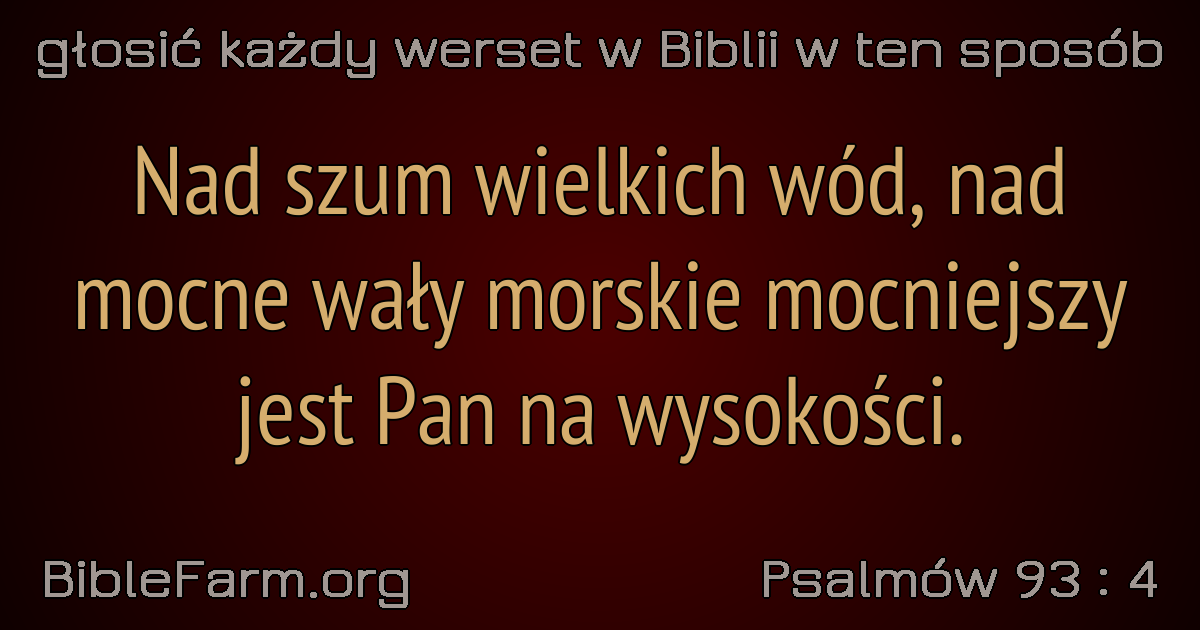 głosić każdy werset w Biblii w ten sposób
Nad szum wielkich wód, nad
mocne wały morskie mocniejszy
jest Pan na wysokości.
BibleFarm.org
Psalmów 93 : 4